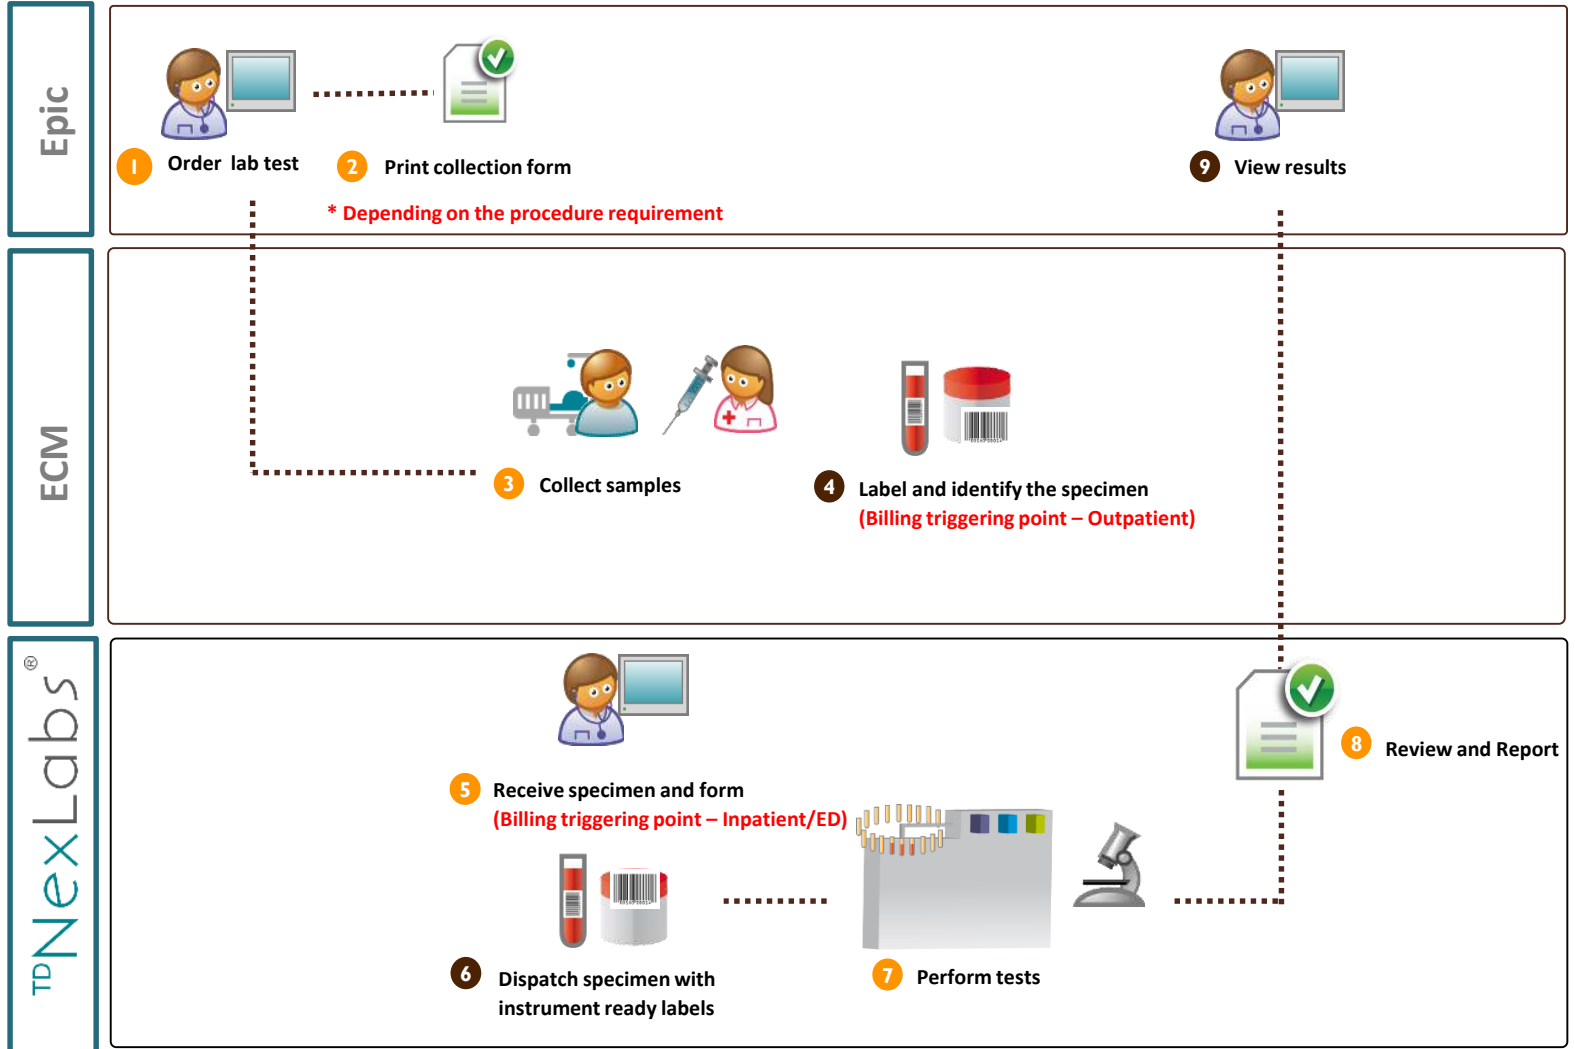 Epic
1 Order lab test
2 Print collection form
* Depending on the procedure requirement
9 View results
ECM
3 Collect samples
4 Label and identify the specimen
(Billing triggering point – Outpatient)
TDNexLabs®
5 Receive specimen and form
(Billing triggering point – Inpatient/ED)
6 Dispatch specimen with
instrument ready labels
7 Perform tests
8 Review and Report